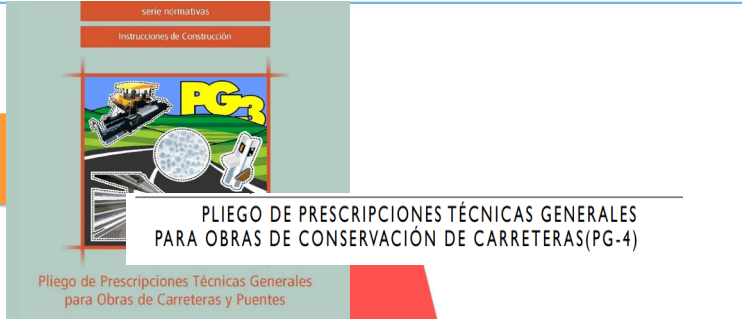 serie normativas
Instrucciones de Construcción
PG3
PLIEGO DE PRESCRIPCIONES TÉCNICAS GENERALES
PARA OBRAS DE CONSERVACIÓN DE CARRETERAS(PG-4)
Pliego de Prescripciones Técnicas Generales
para Obras de Carreteras y Puentes